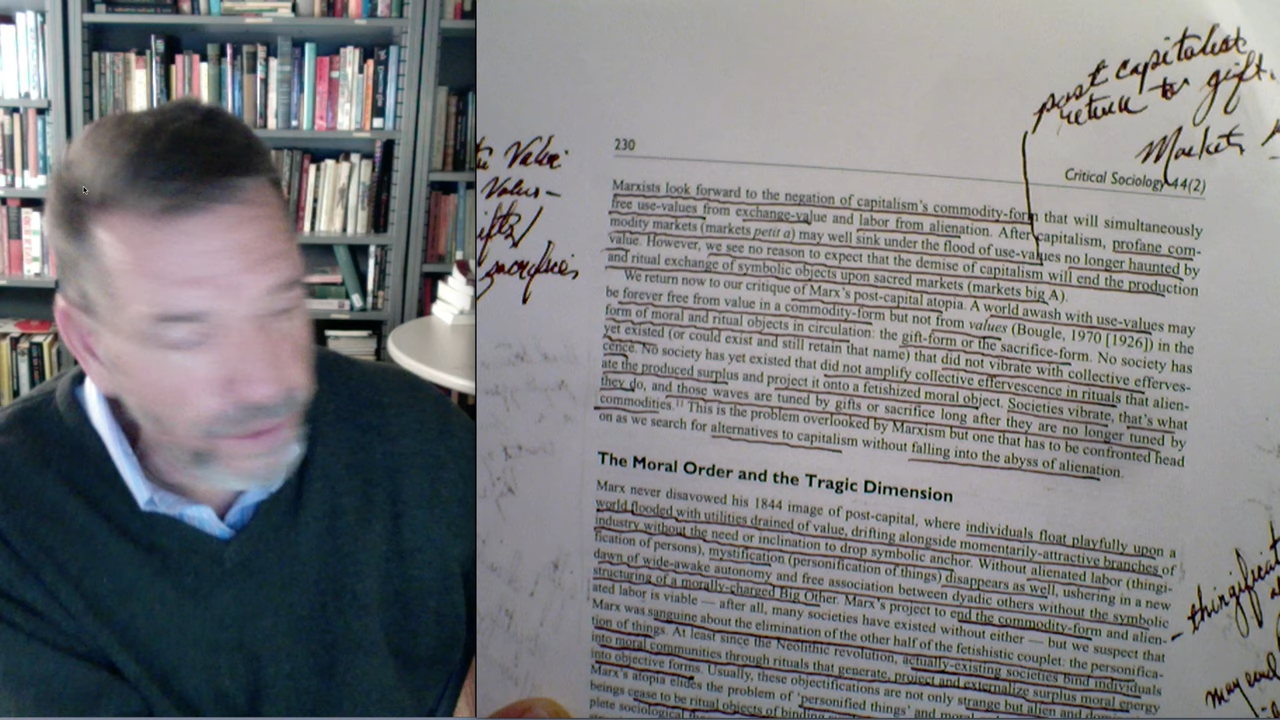 post capitalist
return to gift.
Markets
230
Critical Sociology 44(2)
Value
Values-
gifts/
sacrifices
Marxists look forward to the negation of capitalism's commodity-form that will simultaneously
free use-values from exchange-value and labor from alienation. After capitalism, profane com-
modity markets (markets petit a) may well sink under the flood of use-values no longer haunted by
value. However, we see no reason to expect that the demise of capitalism will end the production
and ritual exchange of symbolic objects upon sacred markets (markets big A).
We return now to our critique of Marx's post-capital atopia. A world awash with use-values may
be forever free from value in a commodity-form but not from values (Bougle, 1970 [1926]) in the
form of moral and ritual objects in circulation: the gift-form or the sacrifice-form. No society has
yet existed (or could exist and still retain that name) that did not vibrate with collective efferves-
cence. No society has yet existed that did not amplify collective effervescence in rituals that alien-
ate the produced surplus and project it onto a fetishized moral object. Societies vibrate, that's what
they do, and those waves are tuned by gifts or sacrifice long after they are no longer tuned by
commodities.11 This is the problem overlooked by Marxism but one that has to be confronted head
on as we search for alternatives to capitalism without falling into the abyss of alienation.
The Moral Order and the Tragic Dimension
Marx never disavowed his 1844 image of post-capital, where individuals float playfully upon a
world flooded with utilities drained of value, drifting alongside momentarily-attractive branches of
industry without the need or inclination to drop symbolic anchor. Without alienated labor (thingi-
fication of persons), mystification (personification of things) disappears as well, ushering in a new
dawn of wide-awake autonomy and free association between dyadic others without the symbolic
structuring of a morally-charged Big Other. Marx's project to end the commodity-form and alien-
ated labor is viable — after all, many societies have existed without either — but we suspect that
Marx was sanguine about the elimination of the other half of the fetishistic couplet: the personifica-
tion of things. At least since the Neolithic revolution, actually-existing societies bind individuals
into moral communities through rituals that generate, project and externalize surplus moral energy
into objective forms. Usually, these objectifications are not only strange but alien and
Marx's atopia elides the problem of 'personified things' and
beings cease to be ritual objects of binding
plete sociological
may